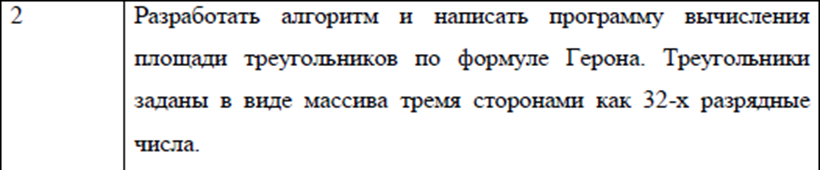 2
Разработать алгоритм и написать программу вычисления
площади треугольников по формуле Герона. Треугольники
заданы в виде массива тремя сторонами как 32-х разрядные
числа.